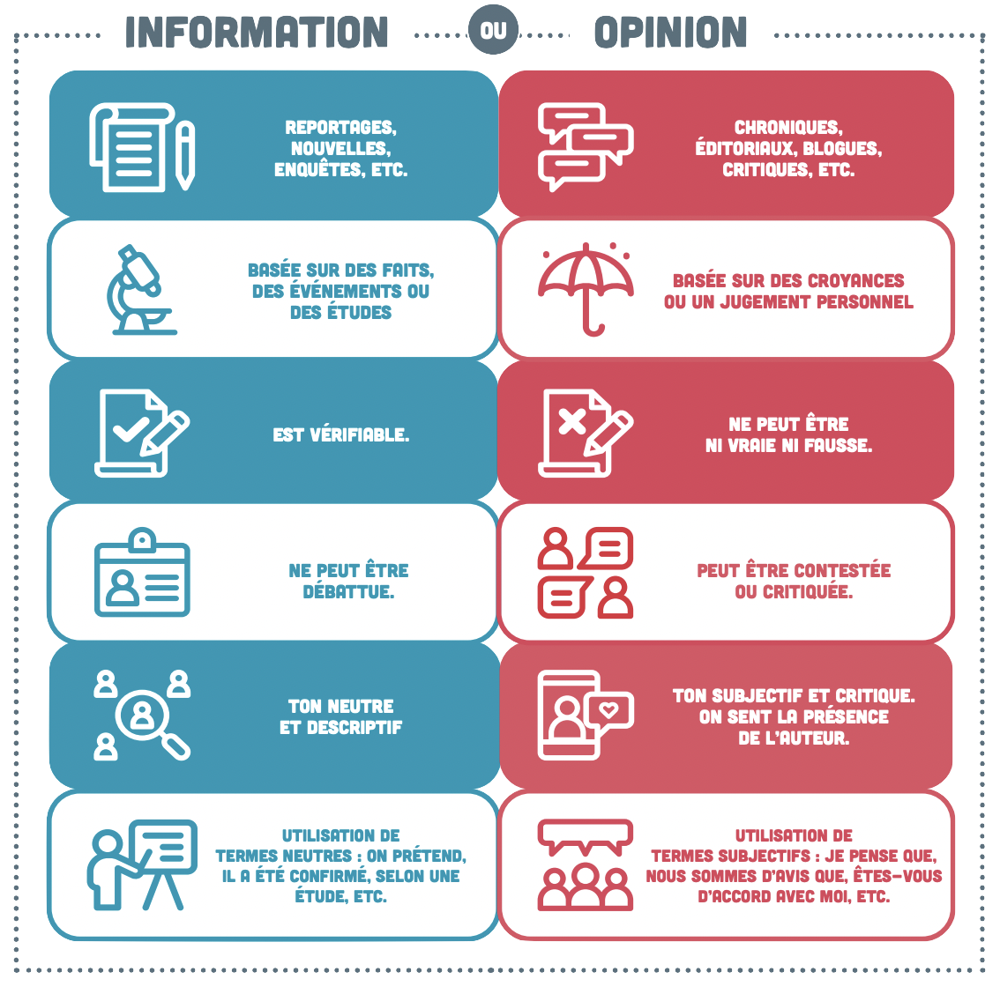 INFORMATION OU OPINION
REPORTAGES,
NOUVELLES,
ENQUÊTES, ETC.
CHRONIQUES,
ÉDITORIAUX, BLOGUES,
CRITIQUES, ETC.
BASÉE SUR DES FAITS,
DES ÉVÉNEMENTS OU
DES ÉTUDES
BASÉE SUR DES CROYANCES
OU UN JUGEMENT PERSONNEL
EST VÉRIFIABLE.
NE PEUT ÊTRE
NI VRAIE NI FAUSSE.
NE PEUT ÊTRE
DÉBATTUE.
PEUT ÊTRE CONTESTÉE
OU CRITIQUÉE.
TON NEUTRE
ET DESCRIPTIF
TON SUBJECTIF ET CRITIQUE.
ON SENT LA PRÉSENCE
DE L'AUTEUR.
UTILISATION DE
TERMES NEUTRES : ON PRÉTEND,
IL A ÉTÉ CONFIRMÉ, SELON UNE
ÉTUDE, ETC.
UTILISATION DE
TERMES SUBJECTIFS : JE PENSE QUE,
NOUS SOMMES D'AVIS QUE, ÊTES-VOUS
D'ACCORD AVEC MOI, ETC.